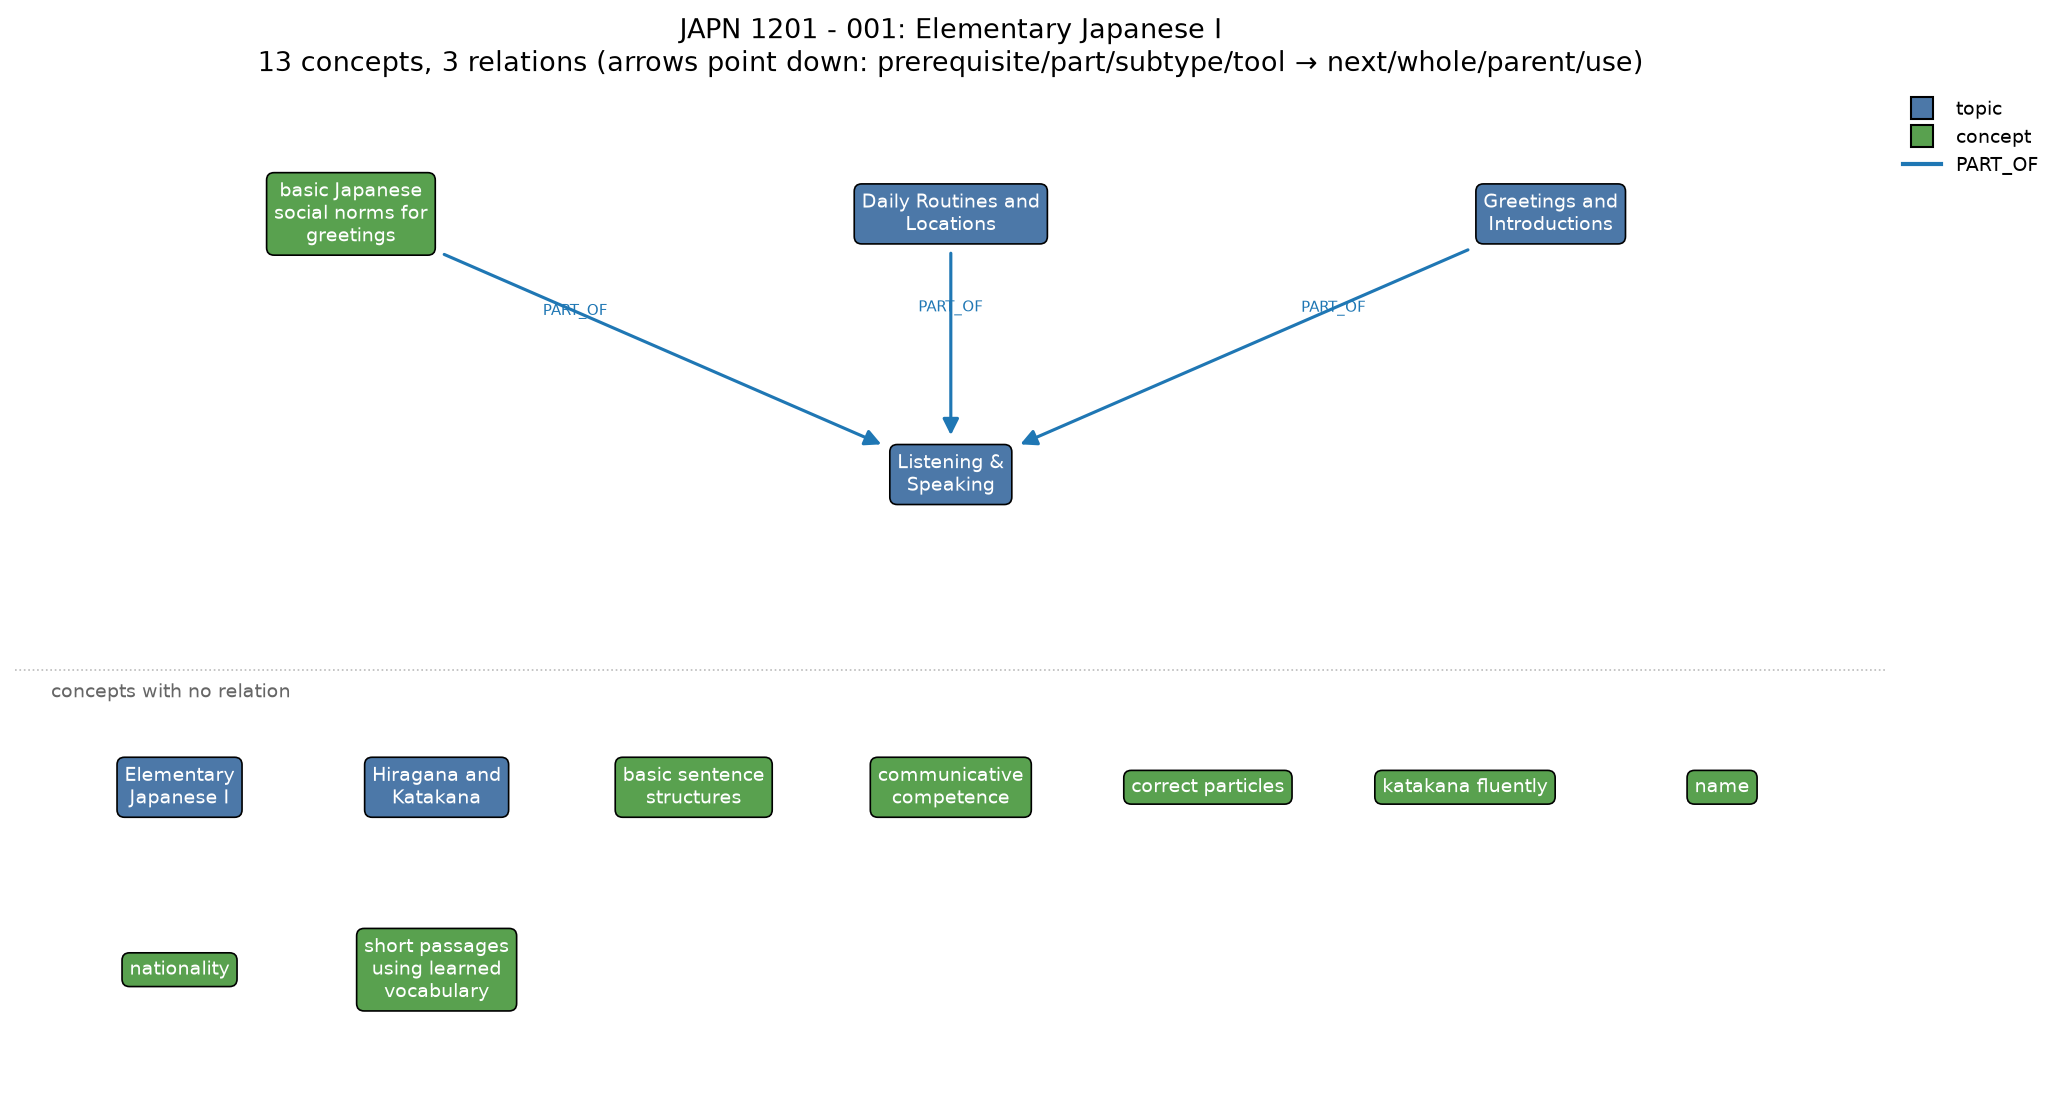 JAPN 1201 - 001: Elementary Japanese I
13 concepts, 3 relations (arrows point down: prerequisite/part/subtype/tool → next/whole/parent/use)
topic
concept
PART_OF
basic Japanese
social norms for
greetings
Daily Routines and
Locations
Greetings and
Introductions
PART_OF
PART_OF
PART_OF
Listening &
Speaking
concepts with no relation
Elementary
Japanese I
Hiragana and
Katakana
basic sentence
structures
communicative
competence
correct particles
katakana fluently
name
nationality
short passages
using learned
vocabulary